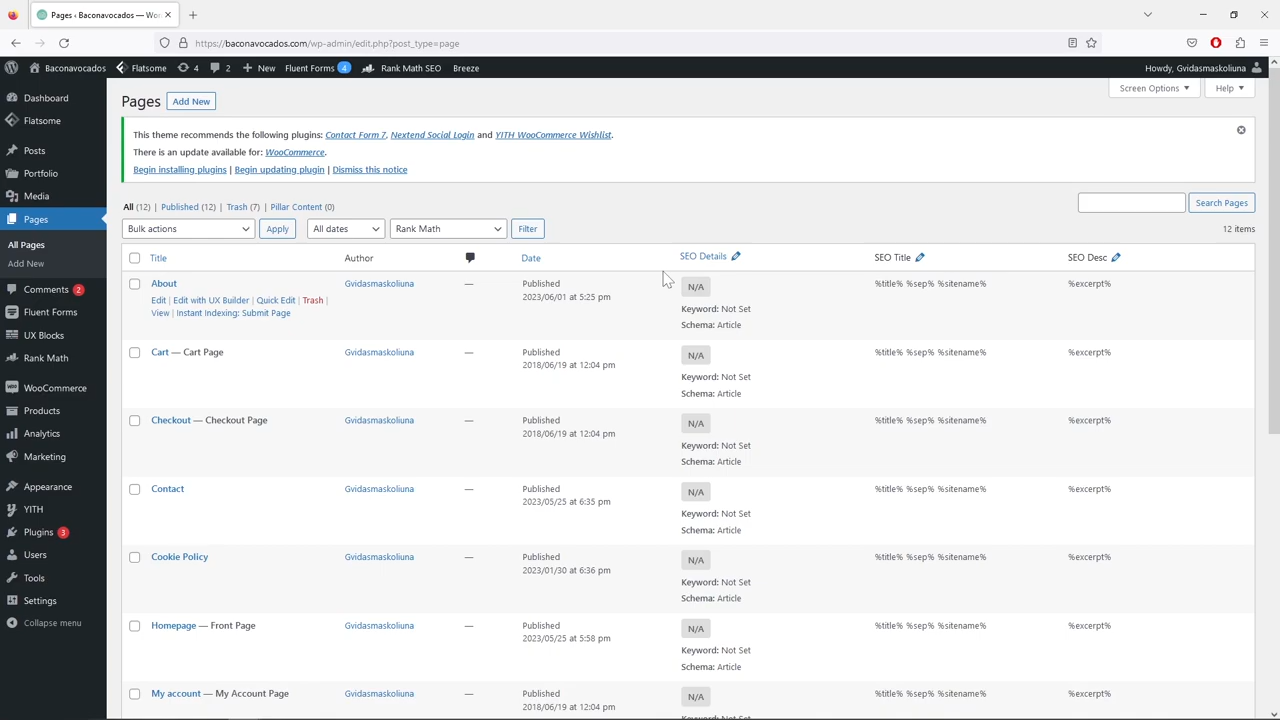 Pages ‹ Baconavocados — Wo
https://baconavocados.com/wp-admin/edit.php?post_type=page
Baconavocados Flatsome 4 2 + New Fluent Forms 4 Rank Math SEO Breeze Howdy, Gvidasmaskoliuna
Dashboard
Flatsome
Posts
Portfolio
Media
Pages
All Pages
Add New
Comments 2
Fluent Forms
UX Blocks
Rank Math
WooCommerce
Products
Analytics
Marketing
Appearance
YITH
Plugins 3
Users
Tools
Settings
Collapse menu
Screen Options Help
Pages Add New
This theme recommends the following plugins: Contact Form 7, Nextend Social Login and YITH WooCommerce Wishlist.
There is an update available for: WooCommerce.
Begin installing plugins | Begin updating plugin | Dismiss this notice
All (12) | Published (12) | Trash (7) | Pillar Content (0)
Search Pages
Bulk actions Apply All dates Rank Math Filter
12 items
Title Author Date SEO Details SEO Title SEO Desc
About Gvidasmaskoliuna — Published N/A %title% %sep% %sitename% %excerpt%
2023/06/01 at 5:25 pm
Edit | Edit with UX Builder | Quick Edit | Trash |
View | Instant Indexing: Submit Page
Keyword: Not Set
Schema: Article
Cart — Cart Page Gvidasmaskoliuna — Published N/A %title% %sep% %sitename% %excerpt%
2018/06/19 at 12:04 pm
Keyword: Not Set
Schema: Article
Checkout — Checkout Page Gvidasmaskoliuna — Published N/A %title% %sep% %sitename% %excerpt%
2018/06/19 at 12:04 pm
Keyword: Not Set
Schema: Article
Contact Gvidasmaskoliuna — Published N/A %title% %sep% %sitename% %excerpt%
2023/05/25 at 6:35 pm
Keyword: Not Set
Schema: Article
Cookie Policy Gvidasmaskoliuna — Published N/A %title% %sep% %sitename% %excerpt%
2023/01/30 at 6:36 pm
Keyword: Not Set
Schema: Article
Homepage — Front Page Gvidasmaskoliuna — Published N/A %title% %sep% %sitename% %excerpt%
2023/05/25 at 5:58 pm
Keyword: Not Set
Schema: Article
My account — My Account Page Gvidasmaskoliuna — Published N/A %title% %sep% %sitename% %excerpt%
2018/06/19 at 12:04 pm